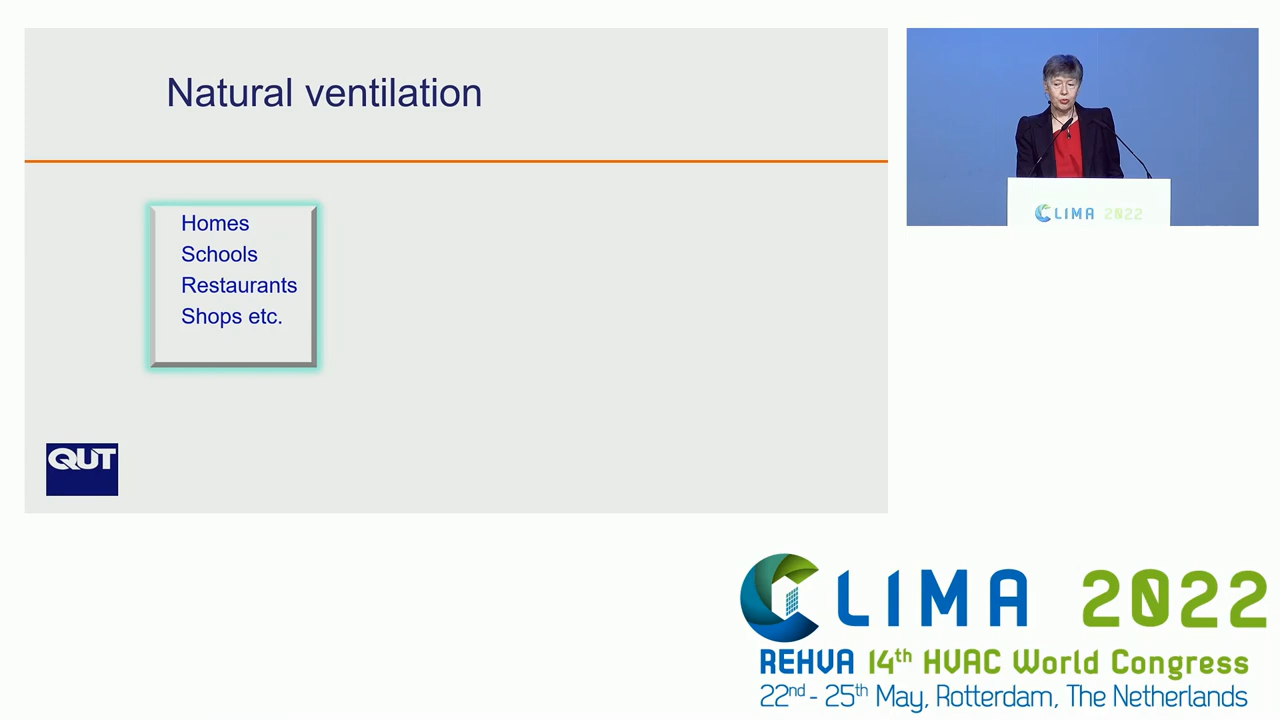 Natural ventilation
Homes
Schools
Restaurants
Shops etc.
QUT
CLIMA 2022
CLIMA 2022
REHVA 14th HVAC World Congress
22nd - 25th May, Rotterdam, The Netherlands